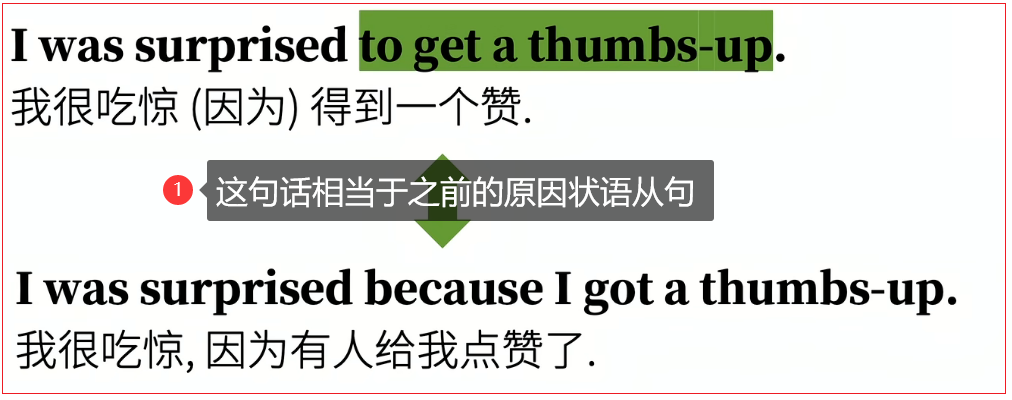 I was surprised to get a thumbs-up.
我很吃惊 (因为) 得到一个赞.
1 这句话相当于之前的原因状语从句
I was surprised because I got a thumbs-up.
我很吃惊, 因为有人给我点赞了.